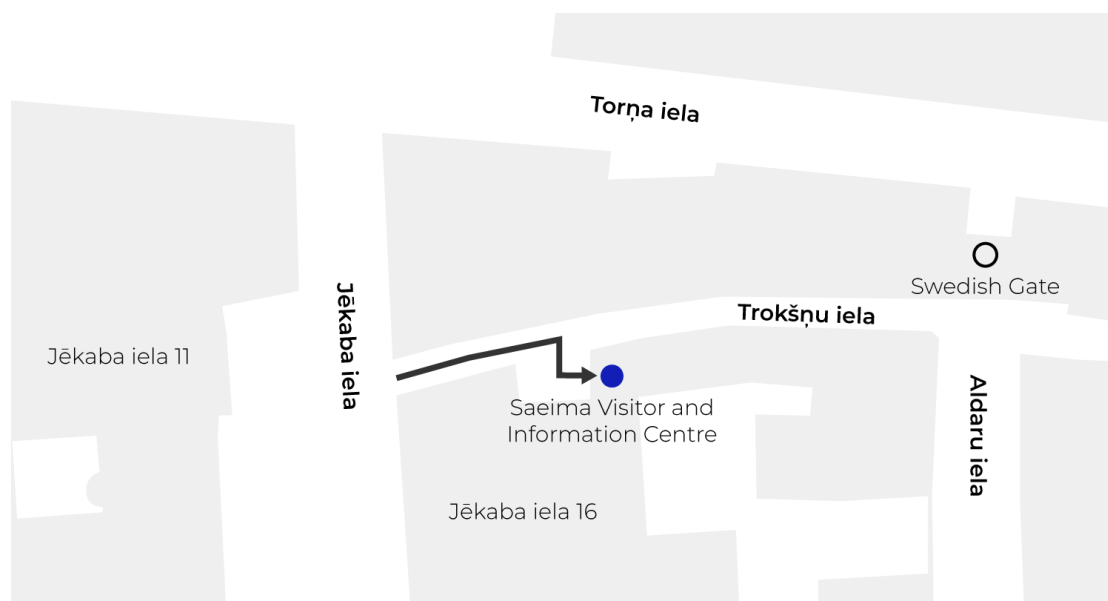 Torņa iela
Swedish Gate
Trokšņu iela
Jēkaba iela
Jēkaba iela 11
Aldaru iela
Saeima Visitor and
Information Centre
Jēkaba iela 16